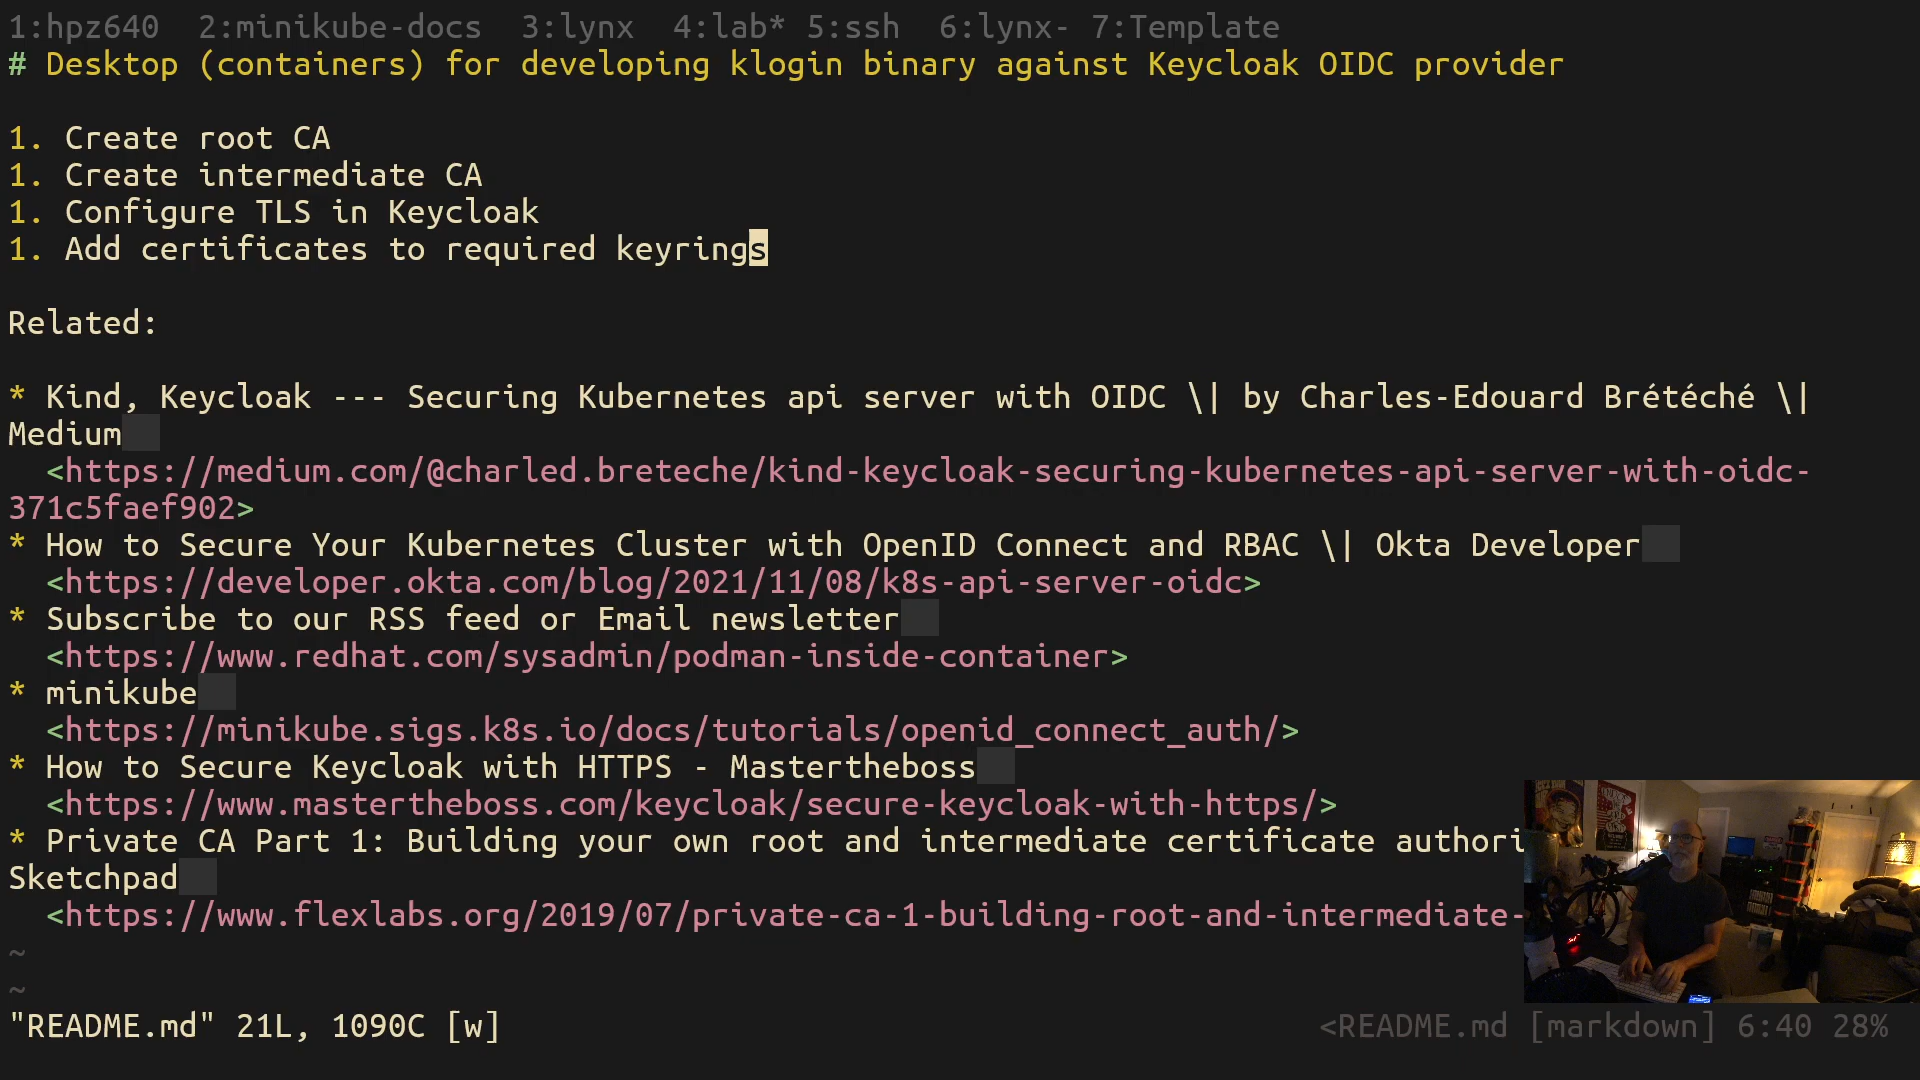 1:hpz640  2:minikube-docs  3:lynx  4:lab* 5:ssh  6:lynx- 7:Template
# Desktop (containers) for developing klogin binary against Keycloak OIDC provider
1. Create root CA
1. Create intermediate CA
1. Configure TLS in Keycloak
1. Add certificates to required keyrings
Related:
* Kind, Keycloak --- Securing Kubernetes api server with OIDC \| by Charles-Edouard Brétéché \|
Medium
<https://medium.com/@charled.breteche/kind-keycloak-securing-kubernetes-api-server-with-oidc-
371c5faef902>
* How to Secure Your Kubernetes Cluster with OpenID Connect and RBAC \| Okta Developer
<https://developer.okta.com/blog/2021/11/08/k8s-api-server-oidc>
* Subscribe to our RSS feed or Email newsletter
<https://www.redhat.com/sysadmin/podman-inside-container>
* minikube
<https://minikube.sigs.k8s.io/docs/tutorials/openid_connect_auth/>
* How to Secure Keycloak with HTTPS - Mastertheboss
<https://www.mastertheboss.com/keycloak/secure-keycloak-with-https/>
* Private CA Part 1: Building your own root and intermediate certificate authori
Sketchpad
<https://www.flexlabs.org/2019/07/private-ca-1-building-root-and-intermediate-
~
~
"README.md" 21L, 1090C [w]
<README.md [markdown] 6:40 28%